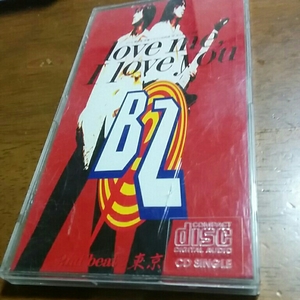 love me,
I love you
B'z
beat 東京
COMPACT
disc
DIGITAL AUDIO
CD SINGLE